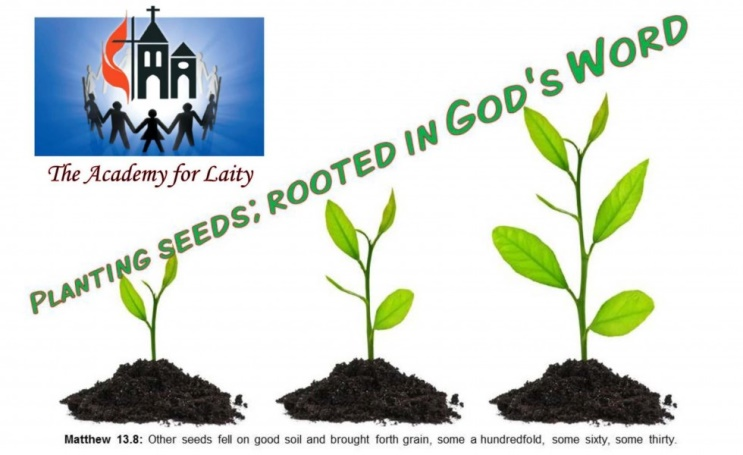 The Academy for Laity
PLANTING SEEDS; ROOTED IN GOD'S WORD
Matthew 13.8: Other seeds fell on good soil and brought forth grain, some a hundredfold, some sixty, some thirty.